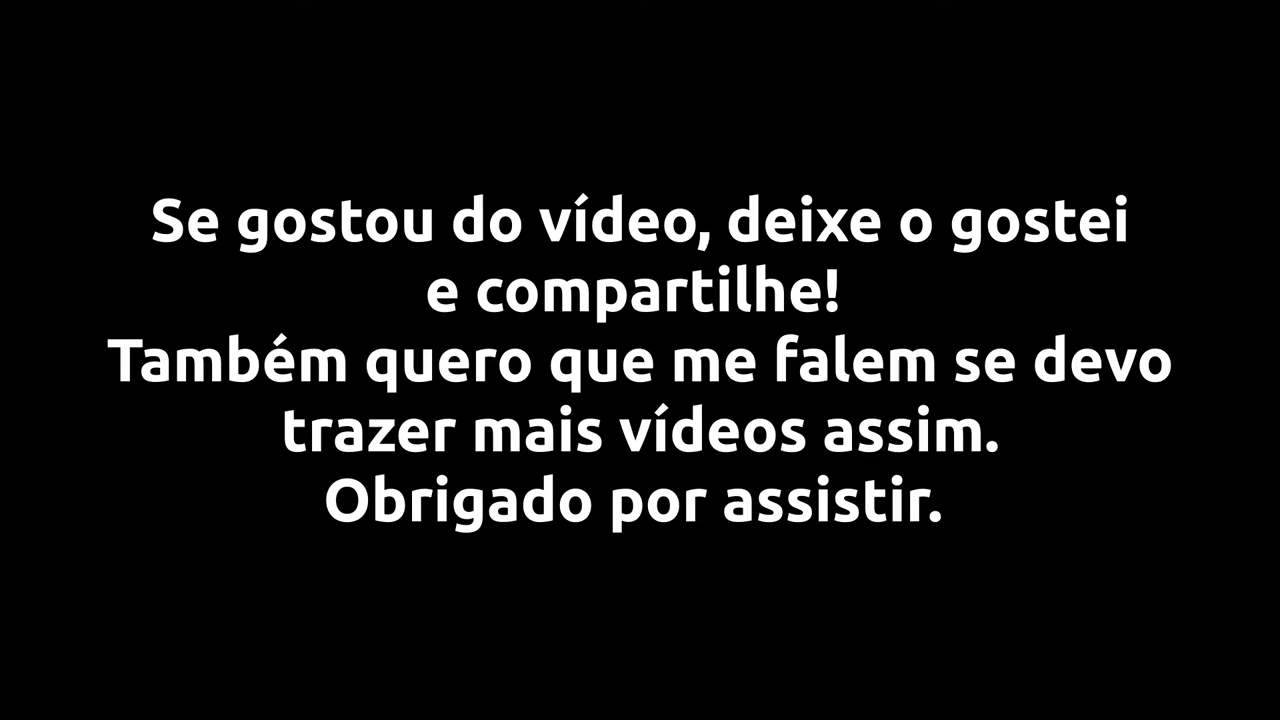 Se gostou do vídeo, deixe o gostei
e compartilhe!
Também quero que me falem se devo
trazer mais vídeos assim.
Obrigado por assistir.